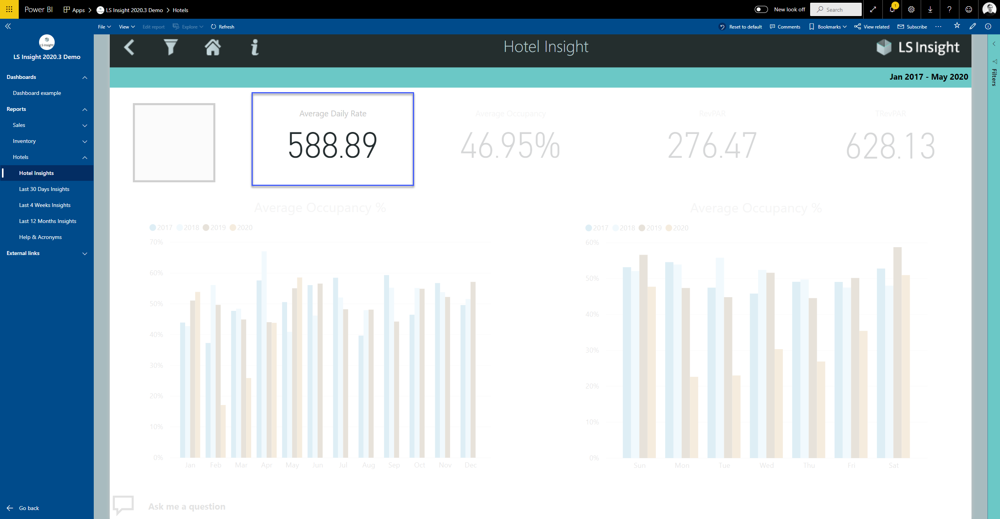 Power BI
Apps
LS Insight 2020.3 Demo
Hotels
New look off
Search
1
File
View
Edit report
Explore
Refresh
Reset to default
Comments
Bookmarks
View related
Subscribe
LS Insight
LS Insight 2020.3 Demo
Dashboards
Dashboard example
Reports
Sales
Inventory
Hotels
Hotel Insights
Last 30 Days Insights
Last 4 Weeks Insights
Last 12 Months Insights
Help & Acronyms
External links
Go back
Hotel Insight
LS Insight
Jan 2017 - May 2020
Filters
Average Daily Rate
588.89
Average Occupancy
46.95%
RevPAR
276.47
TRevPAR
628.13
Average Occupancy %
2017 2018 2019 2020
70%
60%
50%
40%
30%
20%
10%
0%
Jan Feb Mar Apr May Jun Jul Aug Sep Oct Nov Dec
Average Occupancy %
2017 2018 2019 2020
60%
50%
40%
30%
20%
10%
0%
Sun Mon Tue Wed Thu Fri Sat
Ask me a question